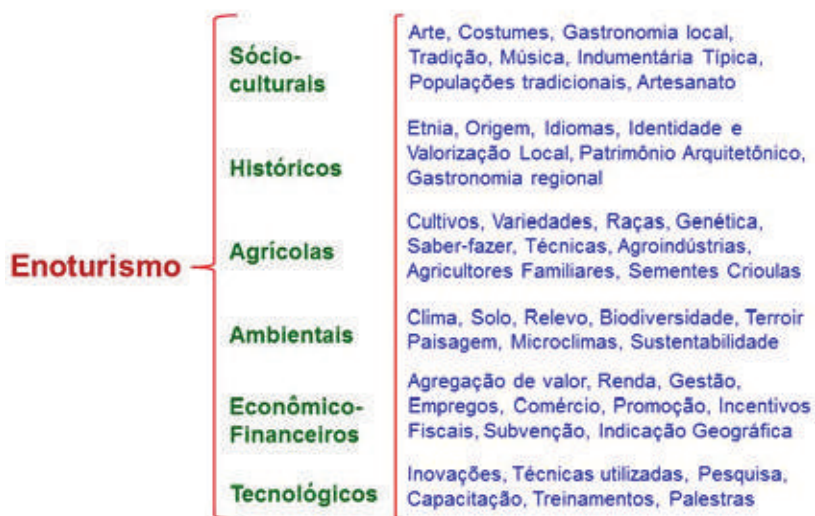 Enoturismo
Sócio-
culturais
Arte, Costumes, Gastronomia local,
Tradição, Música, Indumentária Típica,
Populações tradicionais, Artesanato
Históricos
Etnia, Origem, Idiomas, Identidade e
Valorização Local, Patrimônio Arquitetônico,
Gastronomia regional
Agrícolas
Cultivos, Variedades, Raças, Genética,
Saber-fazer, Técnicas, Agroindústrias,
Agricultores Familiares, Sementes Crioulas
Ambientais
Clima, Solo, Relevo, Biodiversidade, Terroir
Paisagem, Microclimas, Sustentabilidade
Econômico-
Financeiros
Agregação de valor, Renda, Gestão,
Empregos, Comércio, Promoção, Incentivos
Fiscais, Subvenção, Indicação Geográfica
Tecnológicos
Inovações, Técnicas utilizadas, Pesquisa,
Capacitação, Treinamentos, Palestras